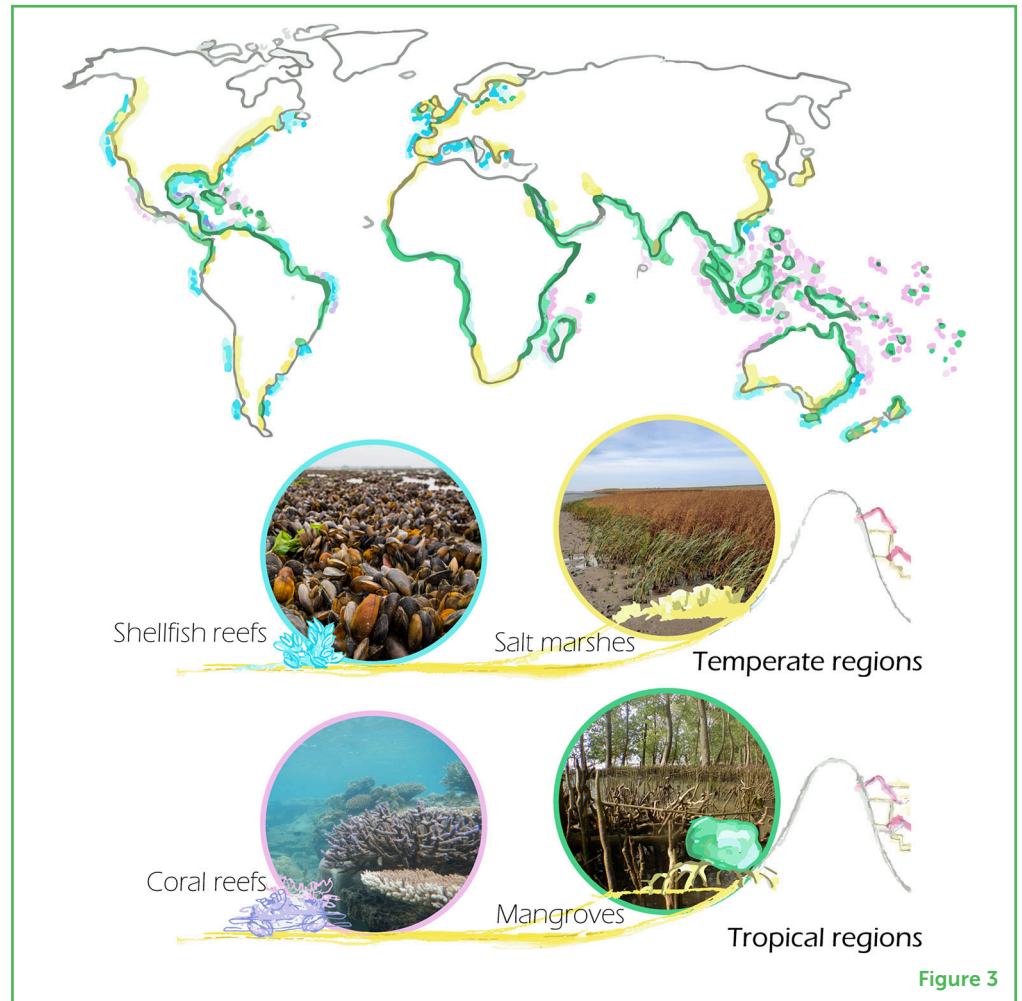 Shellfish reefs
Salt marshes
Temperate regions
Coral reefs
Mangroves
Tropical regions
Figure 3